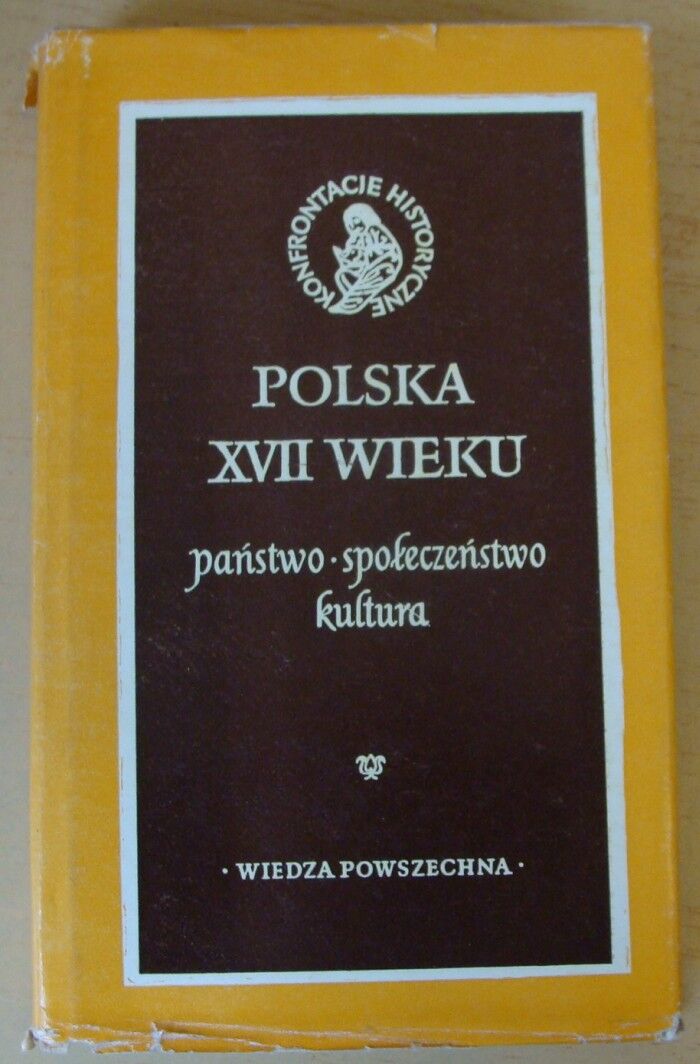 KONFRONTACJE HISTORYCZNE
POLSKA
XVII WIEKU
państwo · społeczeństwo
kultura
· WIEDZA POWSZECHNA ·